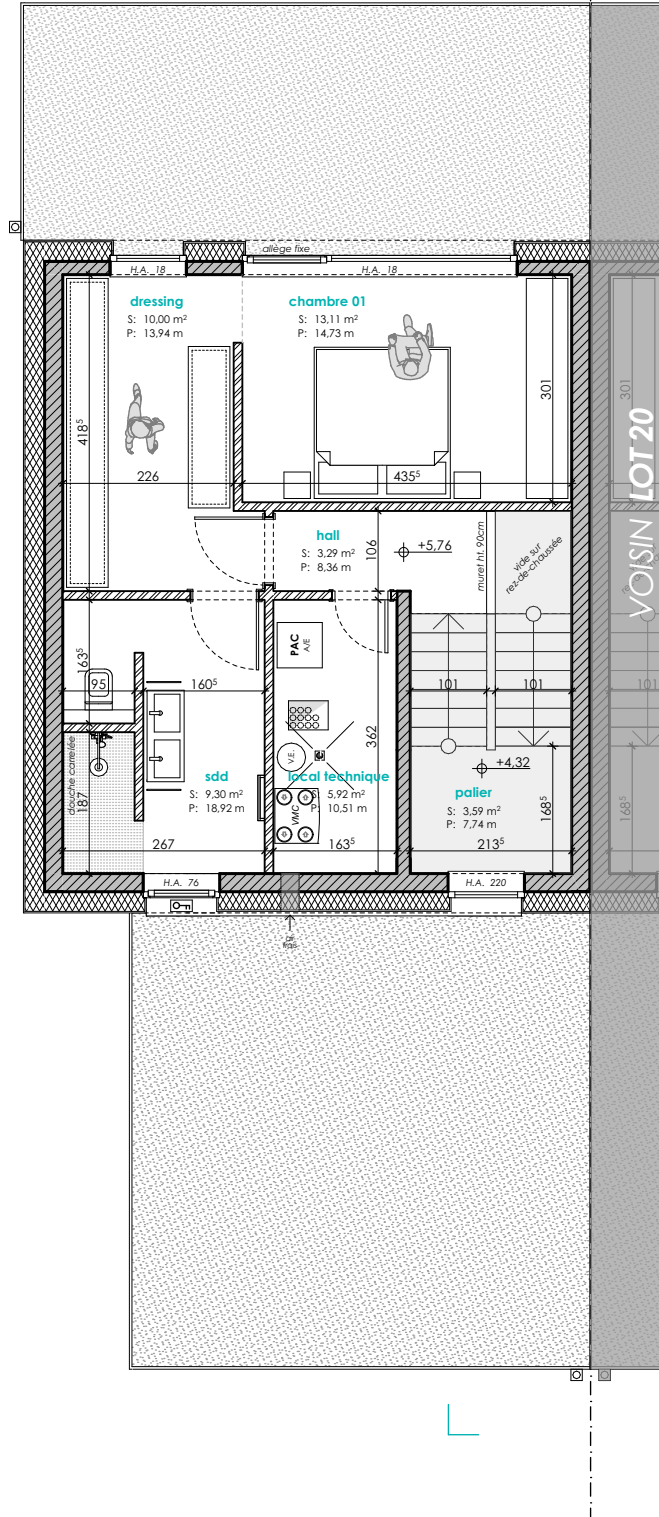 allège fixe
H.A. 18
H.A. 18
dressing
S: 10,00 m²
P: 13,94 m
chambre 01
S: 13,11 m²
P: 14,73 m
418⁵
301
301
226
435⁵
VOISIN LOT 20
hall
S: 3,29 m²
P: 8,36 m
106
+5,76
muret ht. 90cm
vide sur
rez-de-chaussée
PAC
A/E
163⁵
95
160⁵
101
101
101
362
V.E.
douche carrelée
187
sdd
S: 9,30 m²
P: 18,92 m
local technique
S: 5,92 m²
P: 10,51 m
VMC
+4,32
palier
S: 3,59 m²
P: 7,74 m
168⁵
168⁵
267
163⁵
213⁵
H.A. 76
H.A. 220
air
frais